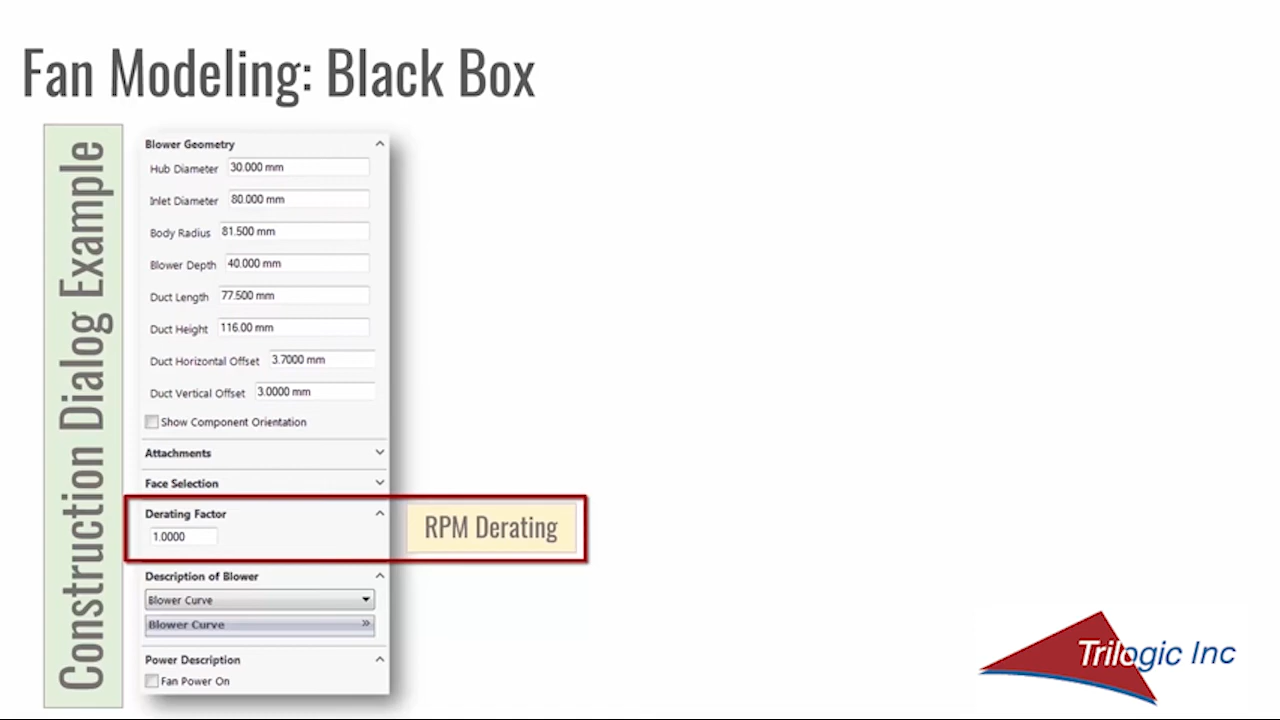 Fan Modeling: Black Box
Construction Dialog Example
Blower Geometry
Hub Diameter 30.000 mm
Inlet Diameter 80.000 mm
Body Radius 81.500 mm
Blower Depth 40.000 mm
Duct Length 77.500 mm
Duct Height 116.00 mm
Duct Horizontal Offset 3.7000 mm
Duct Vertical Offset 3.0000 mm
Show Component Orientation
Attachments
Face Selection
Derating Factor
1.0000
RPM Derating
Description of Blower
Blower Curve
Blower Curve »
Power Description
Fan Power On
Trilogic Inc